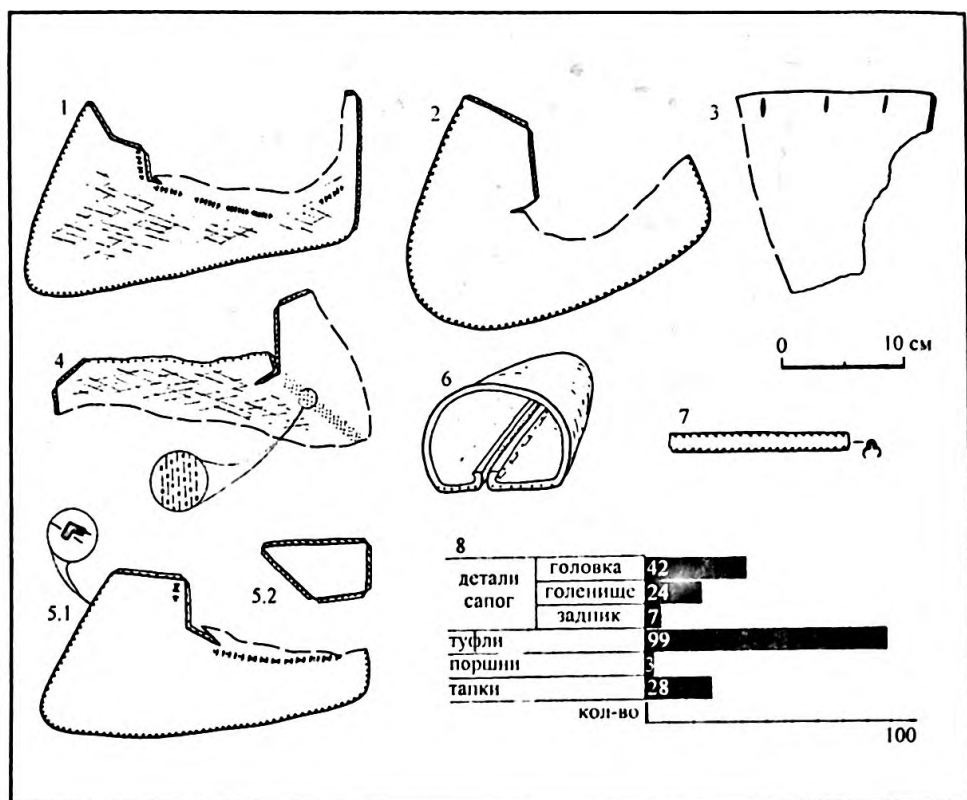 1
2
3
0 10 см
4
6
7
5.1
5.2
8
детали сапог
головка 42
голенище 24
задник 7
туфли 99
поршни 3
тапки 28
кол-во
100